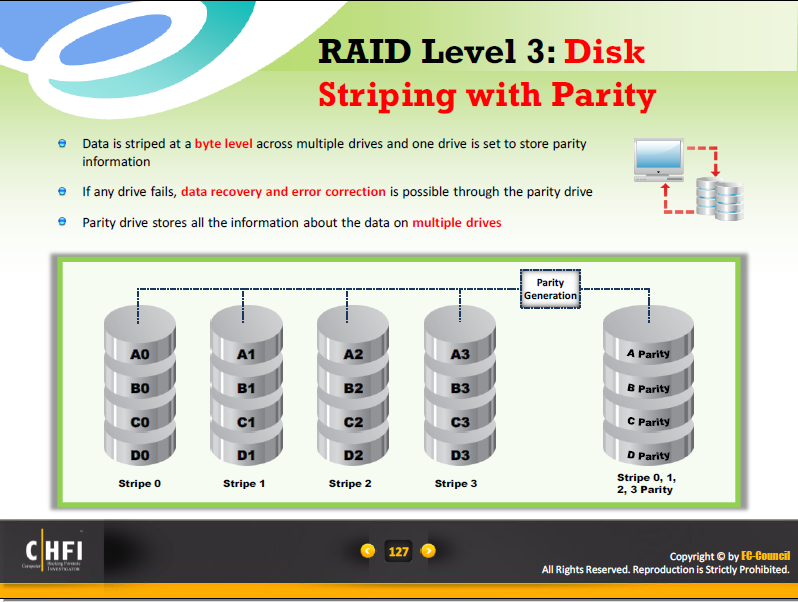 RAID Level 3: Disk
Striping with Parity
Data is striped at a byte level across multiple drives and one drive is set to store parity
information
If any drive fails, data recovery and error correction is possible through the parity drive
Parity drive stores all the information about the data on multiple drives
Parity
Generation
A0 A1 A2 A3 A Parity
B0 B1 B2 B3 B Parity
C0 C1 C2 C3 C Parity
D0 D1 D2 D3 D Parity
Stripe 0 Stripe 1 Stripe 2 Stripe 3 Stripe 0, 1,
2, 3 Parity
CHFI
Computer Hacking Forensic
INVESTIGATOR
127
Copyright © by EC-Council
All Rights Reserved. Reproduction is Strictly Prohibited.